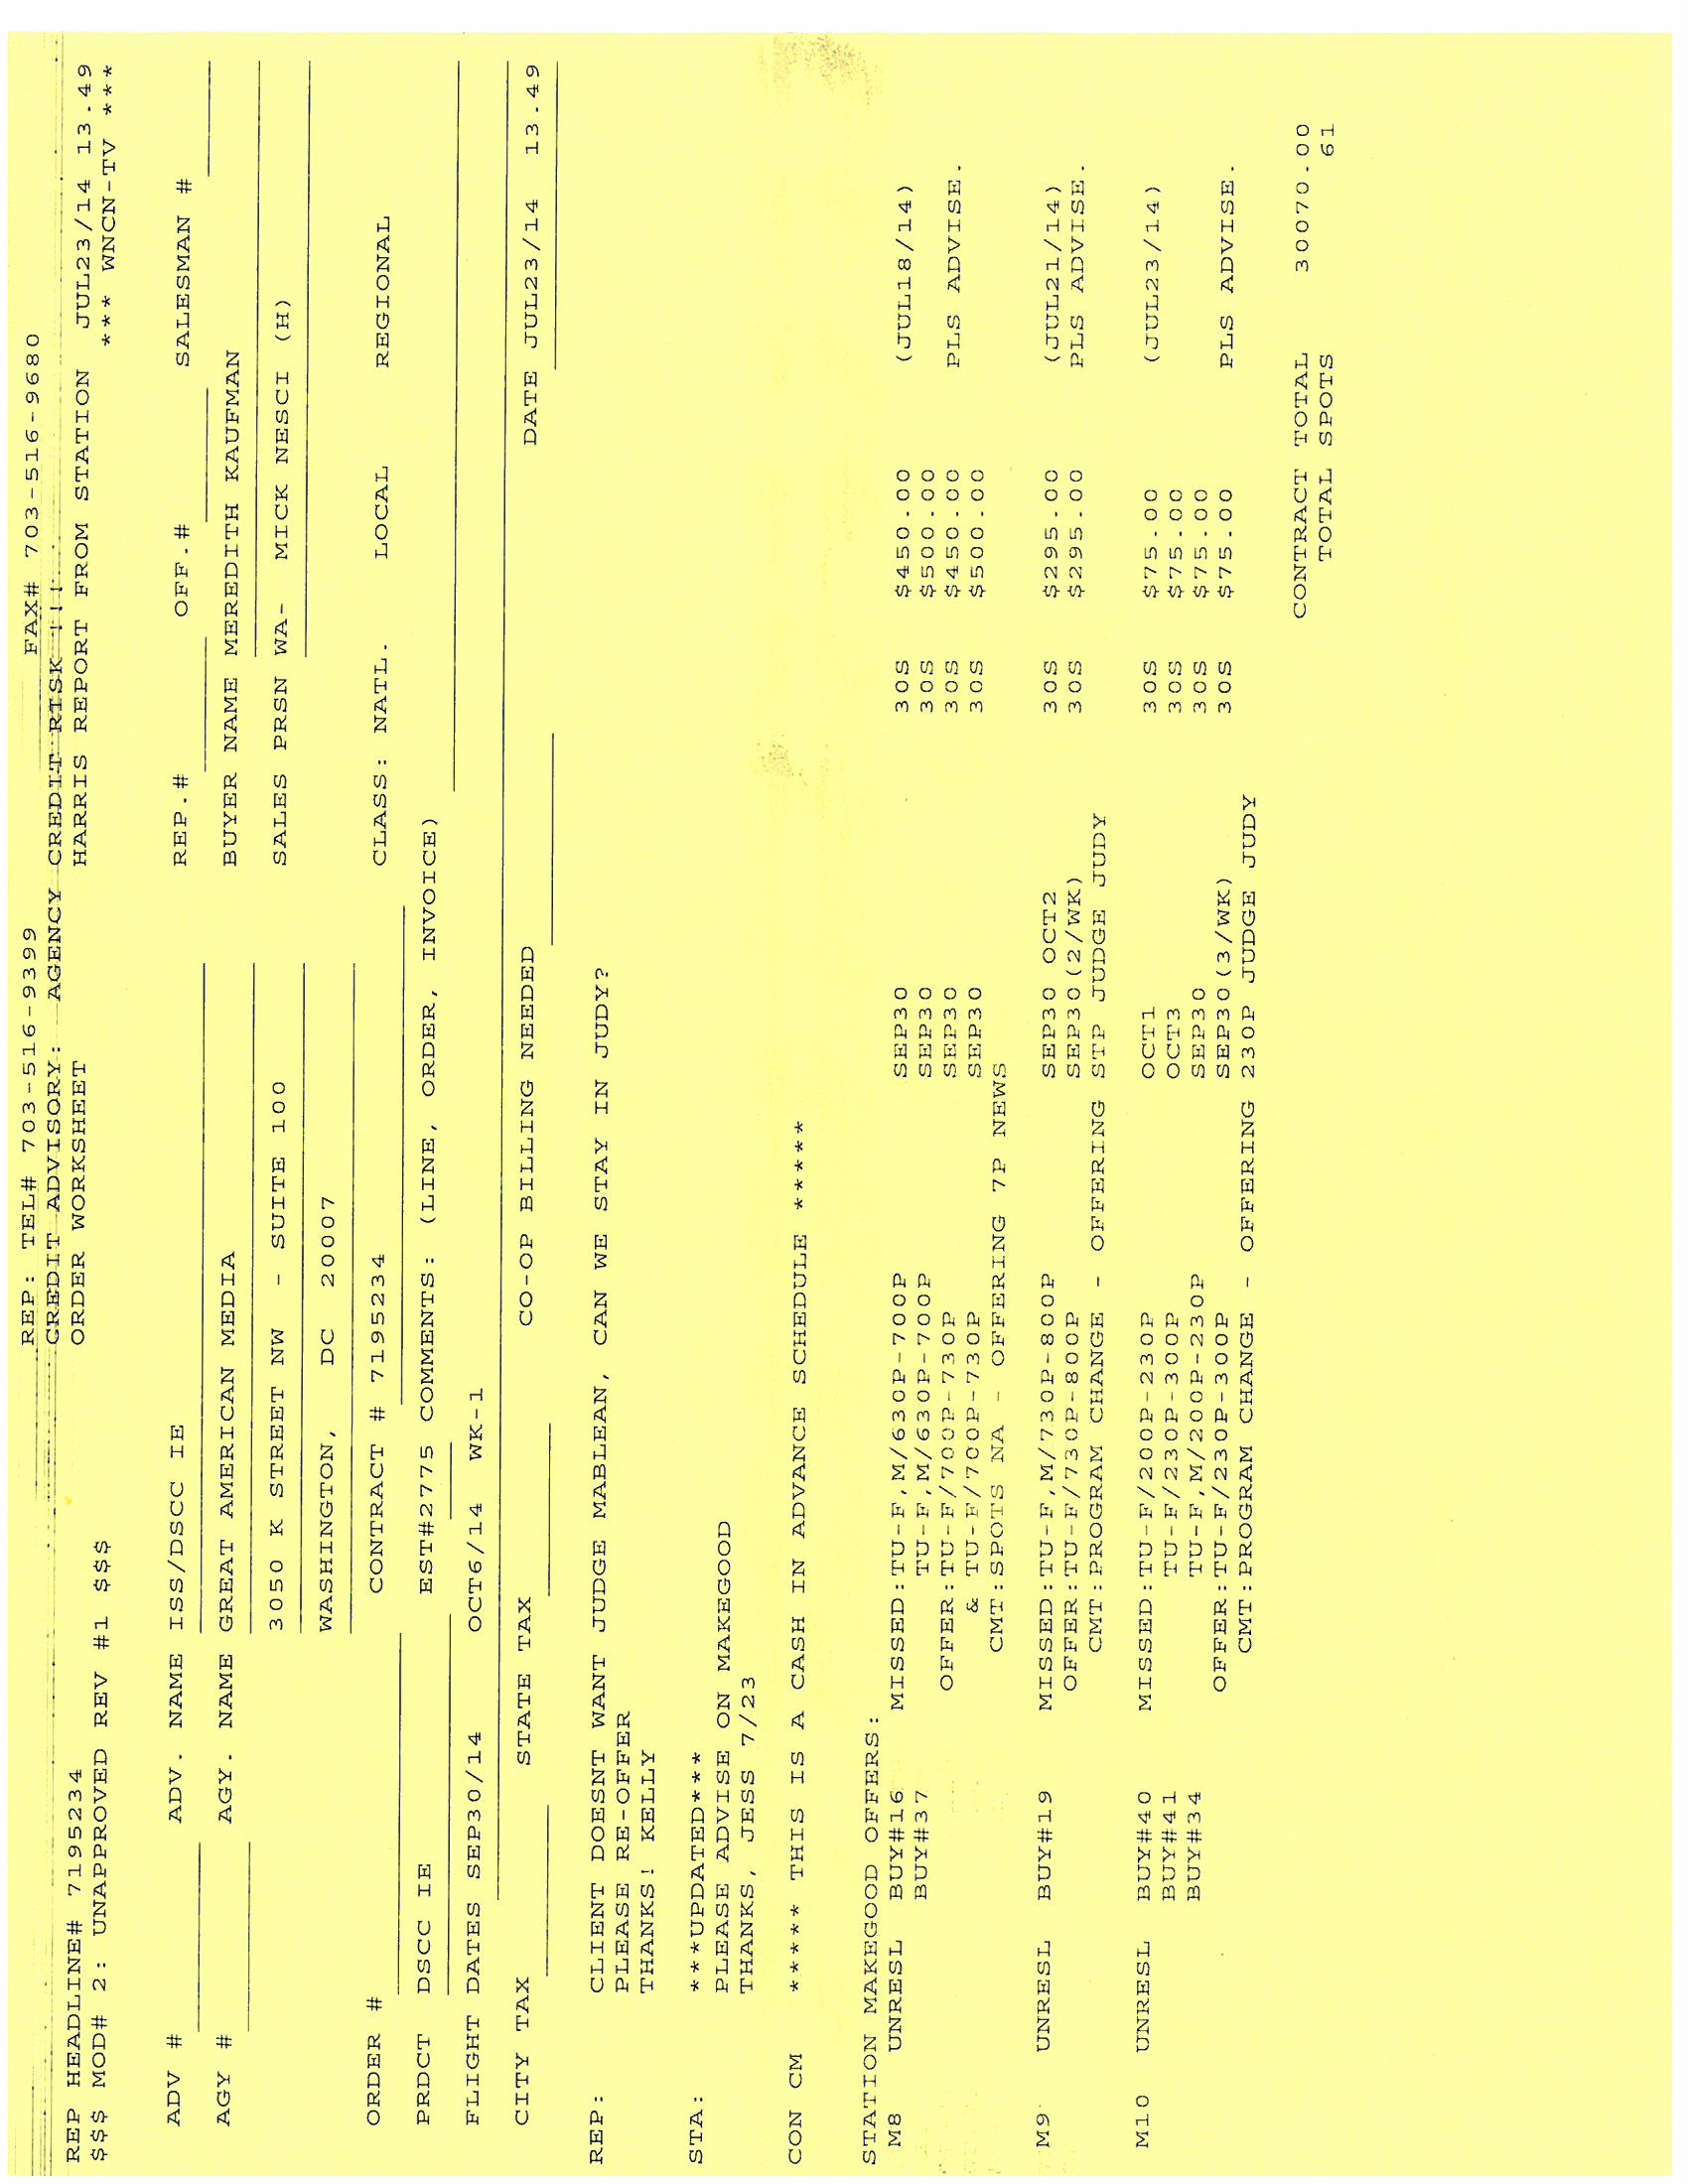 REP: TEL# 703-516-9399 FAX# 703-516-9680
CREDIT ADVISORY: AGENCY CREDIT RISK !!!
REP HEADLINE# 7195234 ORDER WORKSHEET HARRIS REPORT FROM STATION JUL23/14 13.49
$$$ MOD# 2: UNAPPROVED REV #1 $$$ **** WNCN-TV ***
ADV # ADV. NAME ISS/DSCC IE REP.# OFF.# SALESMAN #
AGY # AGY. NAME GREAT AMERICAN MEDIA BUYER NAME MEREDITH KAUFMAN
3050 K STREET NW - SUITE 100 SALES PRSN WA- MICK NESCI (H)
WASHINGTON, DC 20007
ORDER # CONTRACT # 7195234 CLASS: NATL. LOCAL REGIONAL
PRDCT DSCC IE EST#2775 COMMENTS: (LINE, ORDER, INVOICE)
FLIGHT DATES SEP30/14 OCT6/14 WK-1
CITY TAX STATE TAX CO-OP BILLING NEEDED DATE JUL23/14 13.49
REP: CLIENT DOESNT WANT JUDGE MABLEAN, CAN WE STAY IN JUDY?
PLEASE RE-OFFER
THANKS! KELLY
STA: ***UPDATED***
PLEASE ADVISE ON MAKEGOOD
THANKS, JESS 7/23
CON CM ***** THIS IS A CASH IN ADVANCE SCHEDULE *****
STATION MAKEGOOD OFFERS:
M8 UNRESL BUY#16 MISSED:TU-F,M/630P-700P SEP30 30S $450.00 (JUL18/14)
BUY#37 TU-F,M/630P-700P SEP30 30S $500.00
OFFER:TU-F/700P-730P SEP30 30S $450.00 PLS ADVISE.
& TU-F/700P-730P SEP30 30S $500.00
CMT:SPOTS NA - OFFERING 7P NEWS
M9 UNRESL BUY#19 MISSED:TU-F,M/730P-800P SEP30 OCT2 30S $295.00 (JUL21/14)
OFFER:TU-F/730P-800P SEP30(2/WK) 30S $295.00 PLS ADVISE.
CMT:PROGRAM CHANGE - OFFERING STP JUDGE JUDY
M10 UNRESL BUY#40 MISSED:TU-F/200P-230P OCT1 30S $75.00 (JUL23/14)
BUY#41 TU-F/230P-300P OCT3 30S $75.00
BUY#34 TU-F,M/200P-230P SEP30 30S $75.00
OFFER:TU-F/230P-300P SEP30(3/WK) 30S $75.00 PLS ADVISE.
CMT:PROGRAM CHANGE - OFFERING 230P JUDGE JUDY
CONTRACT TOTAL 30070.00
TOTAL SPOTS 61